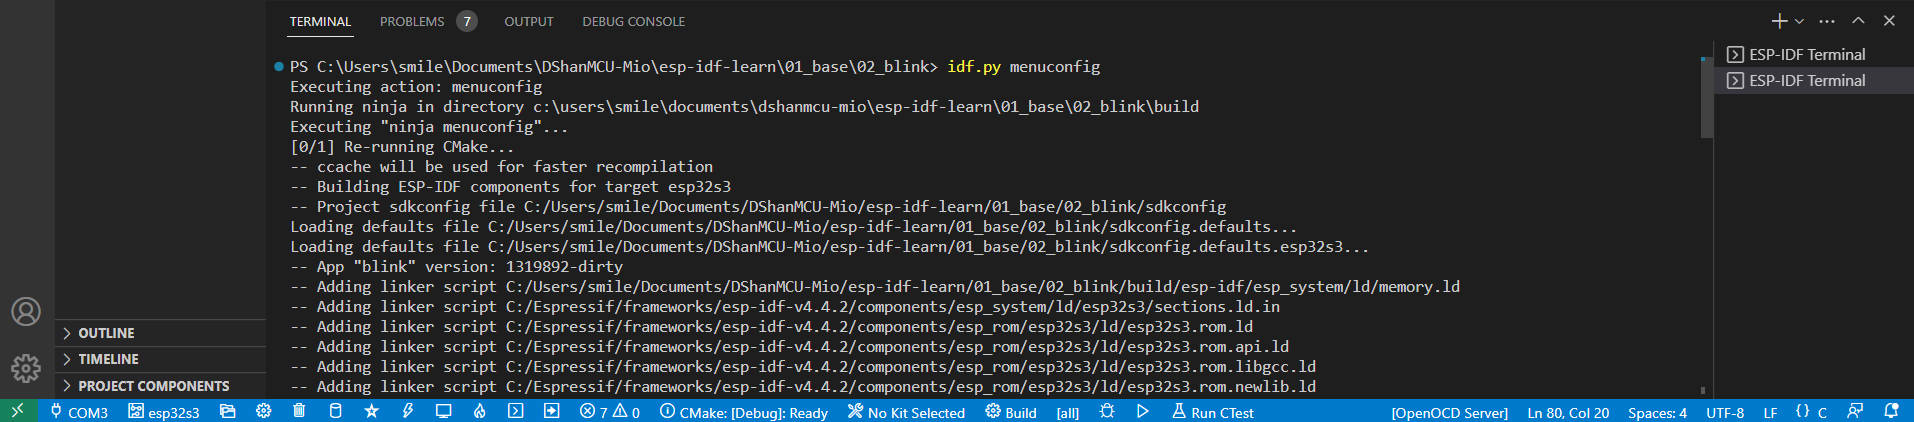 TERMINAL PROBLEMS 7 OUTPUT DEBUG CONSOLE
PS C:\Users\smile\Documents\DShanMCU-Mio\esp-idf-learn\01_base\02_blink> idf.py menuconfig
Executing action: menuconfig
Running ninja in directory c:\users\smile\documents\dshanmcu-mio\esp-idf-learn\01_base\02_blink\build
Executing "ninja menuconfig"...
[0/1] Re-running CMake...
-- ccache will be used for faster recompilation
-- Building ESP-IDF components for target esp32s3
-- Project sdkconfig file C:/Users/smile/Documents/DShanMCU-Mio/esp-idf-learn/01_base/02_blink/sdkconfig
Loading defaults file C:/Users/smile/Documents/DShanMCU-Mio/esp-idf-learn/01_base/02_blink/sdkconfig.defaults...
Loading defaults file C:/Users/smile/Documents/DShanMCU-Mio/esp-idf-learn/01_base/02_blink/sdkconfig.defaults.esp32s3...
-- App "blink" version: 1319892-dirty
-- Adding linker script C:/Users/smile/Documents/DShanMCU-Mio/esp-idf-learn/01_base/02_blink/build/esp-idf/esp_system/ld/memory.ld
-- Adding linker script C:/Espressif/frameworks/esp-idf-v4.4.2/components/esp_system/ld/esp32s3/sections.ld.in
-- Adding linker script C:/Espressif/frameworks/esp-idf-v4.4.2/components/esp_rom/esp32s3/ld/esp32s3.rom.ld
-- Adding linker script C:/Espressif/frameworks/esp-idf-v4.4.2/components/esp_rom/esp32s3/ld/esp32s3.rom.api.ld
-- Adding linker script C:/Espressif/frameworks/esp-idf-v4.4.2/components/esp_rom/esp32s3/ld/esp32s3.rom.libgcc.ld
-- Adding linker script C:/Espressif/frameworks/esp-idf-v4.4.2/components/esp_rom/esp32s3/ld/esp32s3.rom.newlib.ld
ESP-IDF Terminal
ESP-IDF Terminal
OUTLINE
TIMELINE
PROJECT COMPONENTS
COM3 esp32s3 7 0 CMake: [Debug]: Ready No Kit Selected Build [all] Run CTest [OpenOCD Server] Ln 80, Col 20 Spaces: 4 UTF-8 LF {} C